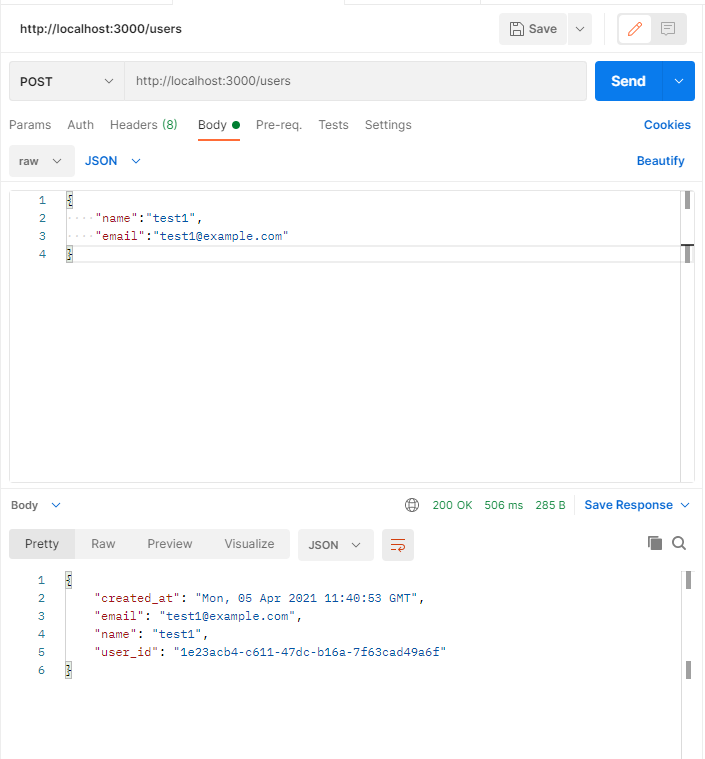 http://localhost:3000/users Save
POST http://localhost:3000/users Send
Params Auth Headers (8) Body Pre-req. Tests Settings Cookies
raw JSON Beautify
1 {
2 ····"name":"test1",
3 ····"email":"test1@example.com"
4 }
Body 200 OK 506 ms 285 B Save Response
Pretty Raw Preview Visualize JSON
1 {
2 "created_at": "Mon, 05 Apr 2021 11:40:53 GMT",
3 "email": "test1@example.com",
4 "name": "test1",
5 "user_id": "1e23acb4-c611-47dc-b16a-7f63cad49a6f"
6 }